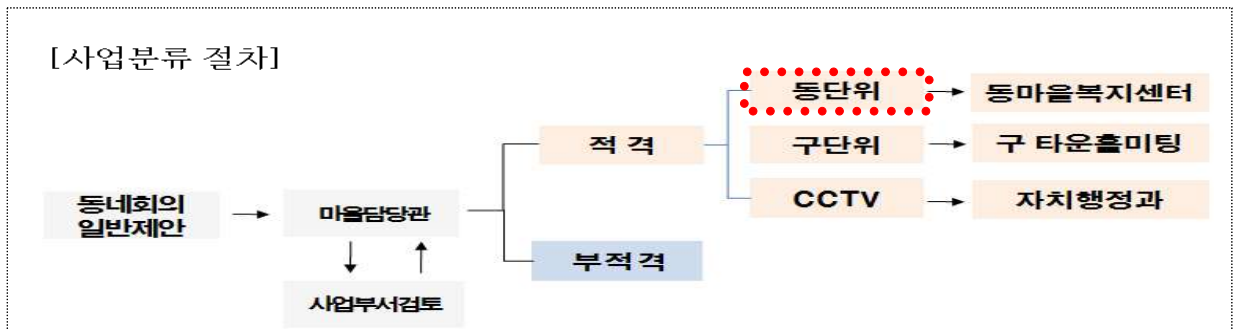 [사업분류 절차]
동단위
동마을복지센터
적 격
구단위
구 타운홀미팅
동네회의
일반제안
마을담당관
CCTV
자치행정과
부적격
사업부서검토